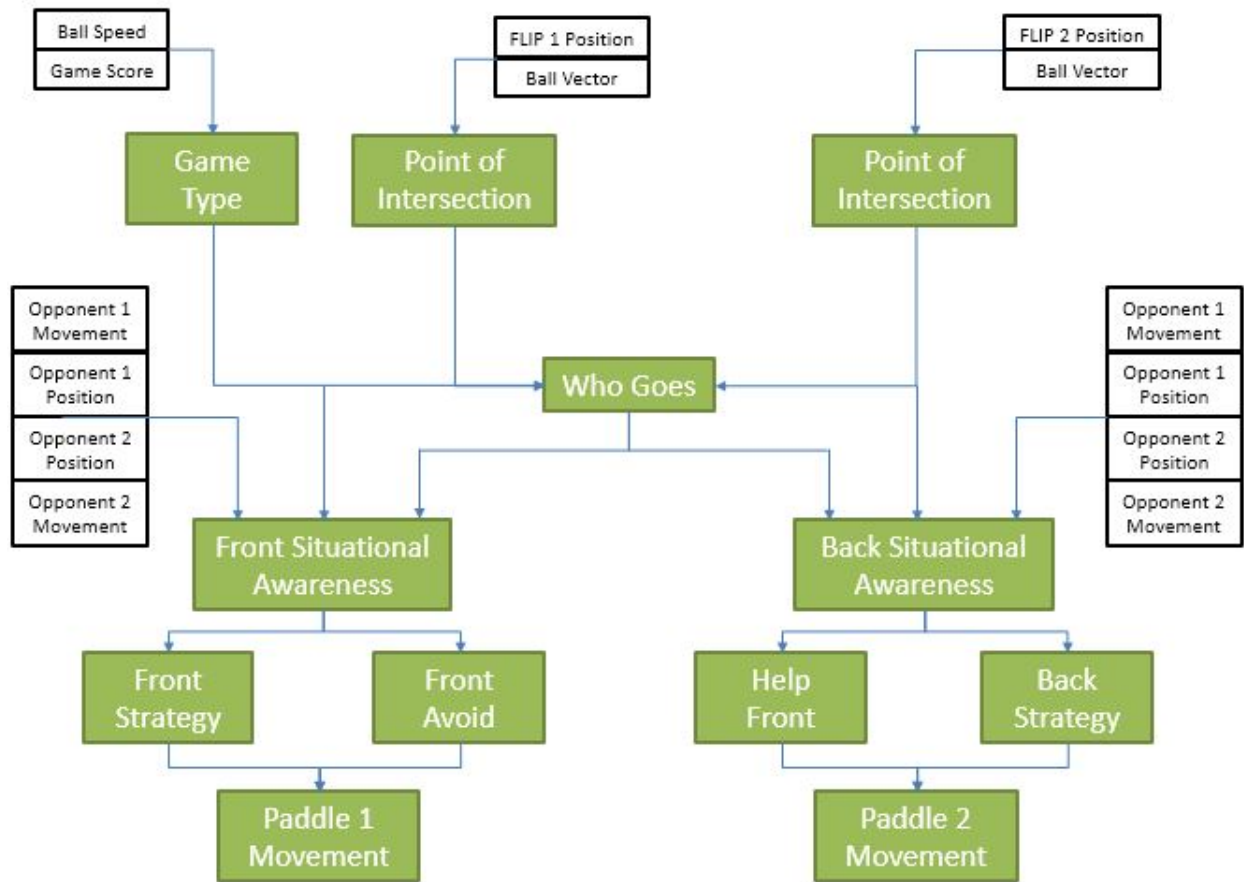 Ball Speed
Game Score
FLIP 1 Position
Ball Vector
FLIP 2 Position
Ball Vector
Game
Type
Point of
Intersection
Point of
Intersection
Opponent 1
Movement
Opponent 1
Position
Opponent 2
Position
Opponent 2
Movement
Who Goes
Opponent 1
Movement
Opponent 1
Position
Opponent 2
Position
Opponent 2
Movement
Front Situational
Awareness
Back Situational
Awareness
Front
Strategy
Front
Avoid
Help
Front
Back
Strategy
Paddle 1
Movement
Paddle 2
Movement